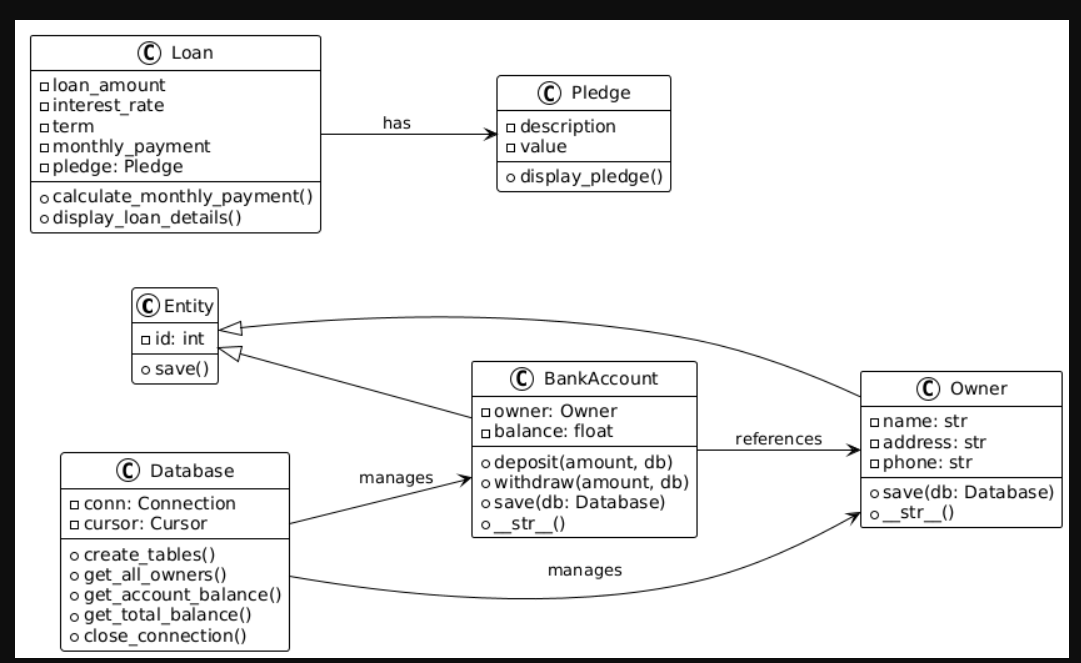 C Loan
loan_amount
interest_rate
term
monthly_payment
pledge: Pledge
calculate_monthly_payment()
display_loan_details()
has
C Pledge
description
value
display_pledge()
C Entity
id: int
save()
C BankAccount
owner: Owner
balance: float
deposit(amount, db)
withdraw(amount, db)
save(db: Database)
__str__()
references
C Owner
name: str
address: str
phone: str
save(db: Database)
__str__()
C Database
conn: Connection
cursor: Cursor
create_tables()
get_all_owners()
get_account_balance()
get_total_balance()
close_connection()
manages
manages